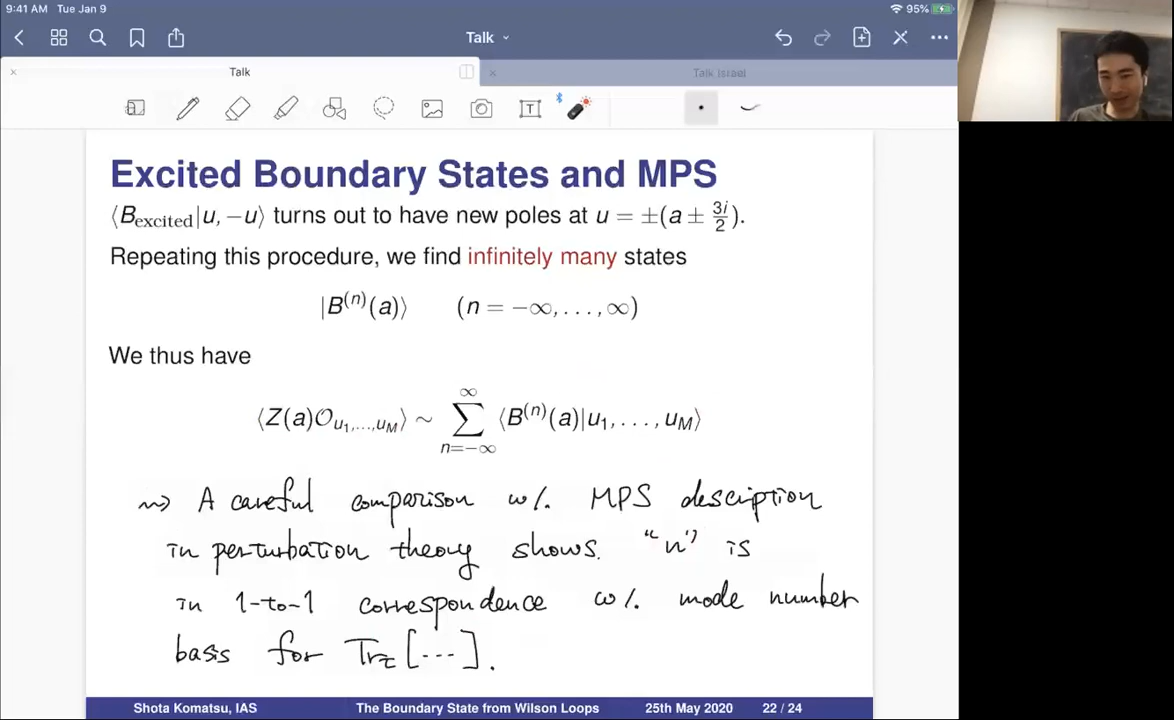 9:41 AM Tue Jan 9
95%
Talk
Talk
Talk Israel
T
Excited Boundary States and MPS
⟨B_excited|u, −u⟩ turns out to have new poles at u = ±(a ± 3i/2).
Repeating this procedure, we find infinitely many states
|B^(n)(a)⟩ (n = −∞, . . . , ∞)
We thus have
⟨Z(a)O_{u_1,...,u_M}⟩ ∼ ∑_{n=−∞}^{∞} ⟨B^(n)(a)|u_1, . . . , u_M⟩
⇝ A careful comparison w/. MPS description
in perturbation theory shows. “n” is
in 1-to-1 correspondence w/. mode number
basis for Tr_τ [···].
Shota Komatsu, IAS The Boundary State from Wilson Loops 25th May 2020 22 / 24